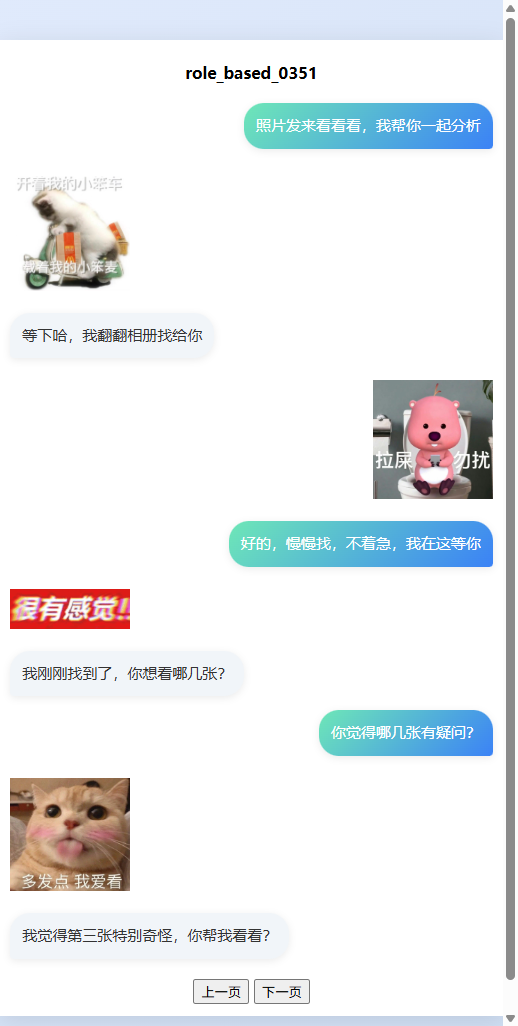 role_based_0351
照片发来看看看，我帮你一起分析
开着我的小笨车
载着我的小笨麦
等下哈，我翻翻相册找给你
拉屎 勿扰
好的，慢慢找，不着急，我在这等你
很有感觉!!
我刚刚找到了，你想看哪几张？
你觉得哪几张有疑问？
多发点 我爱看
我觉得第三张特别奇怪，你帮我看看？
上一页 下一页